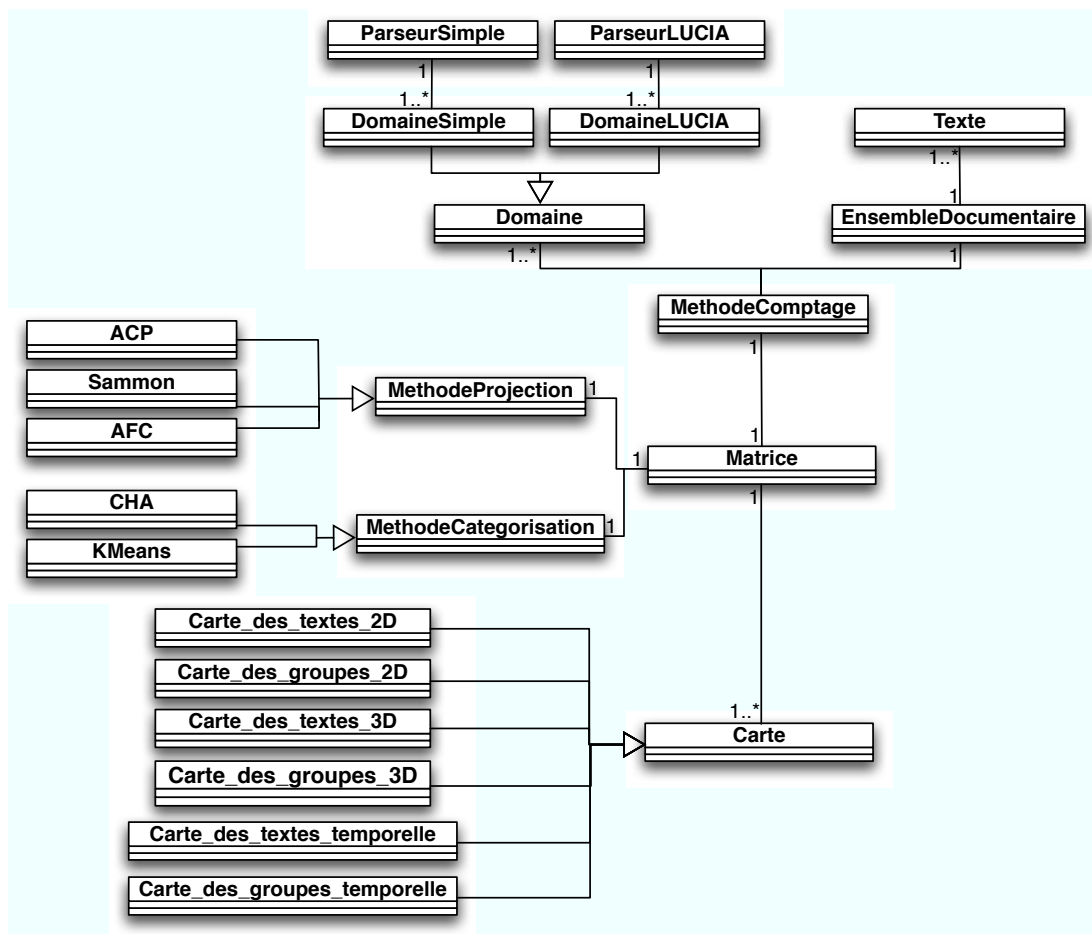 ParseurSimple
ParseurLUCIA
1
1
1..*
1..*
DomaineSimple
DomaineLUCIA
Texte
1..*
1
Domaine
EnsembleDocumentaire
1..*
1
MethodeComptage
1
ACP
Sammon
AFC
MethodeProjection
1
1
1
Matrice
1
CHA
KMeans
MethodeCategorisation
1
Carte_des_textes_2D
Carte_des_groupes_2D
Carte_des_textes_3D
Carte_des_groupes_3D
Carte_des_textes_temporelle
Carte_des_groupes_temporelle
1..*
Carte